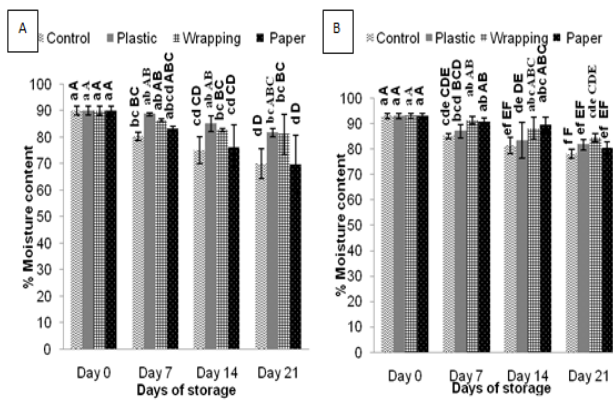 A
Control Plastic Wrapping Paper
a A a A a A a A
bc BC ab AB ab AB abcd ABC
cd CD ab AB bc BC cd CD
d D bc ABC bc BC d D
% Moisture content
100
90
80
70
60
50
40
30
20
10
0
Day 0 Day 7 Day 14 Day 21
Days of storage
B
Control Plastic Wrapping Paper
a A a A a A a A
cde CDE bcd BCD ab AB ab AB
ef EF de DE abc ABC abc ABC
f F ef EF cde CDE ef EF
% Moisture content
100
90
80
70
60
50
40
30
20
10
0
Day 0 Day 7 Day 14 Day 21
Days of storage